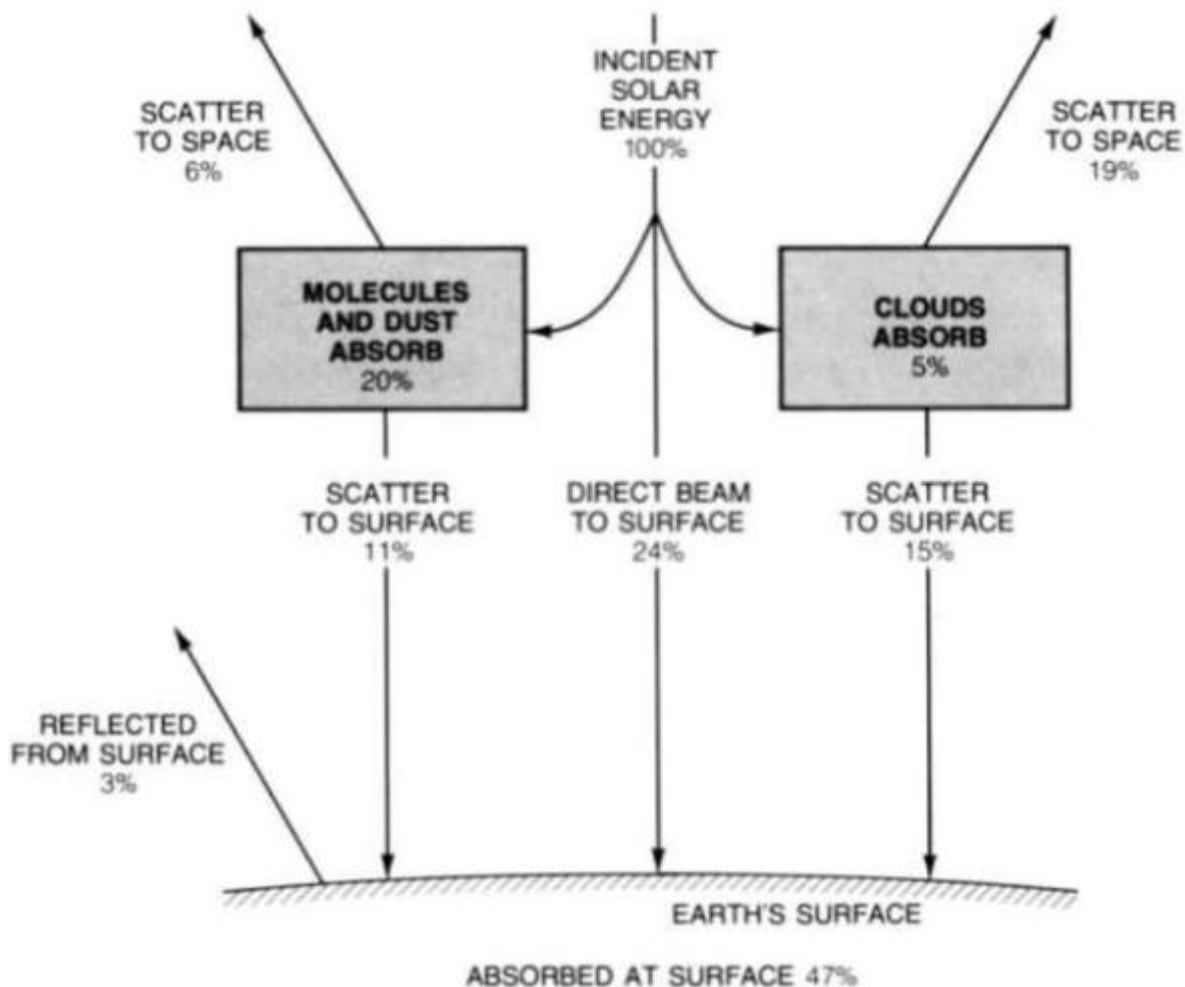 INCIDENT
SOLAR
ENERGY
100%
SCATTER
TO SPACE
6%
SCATTER
TO SPACE
19%
MOLECULES
AND DUST
ABSORB
20%
CLOUDS
ABSORB
5%
SCATTER
TO SURFACE
11%
DIRECT BEAM
TO SURFACE
24%
SCATTER
TO SURFACE
15%
REFLECTED
FROM SURFACE
3%
EARTH'S SURFACE
ABSORBED AT SURFACE 47%